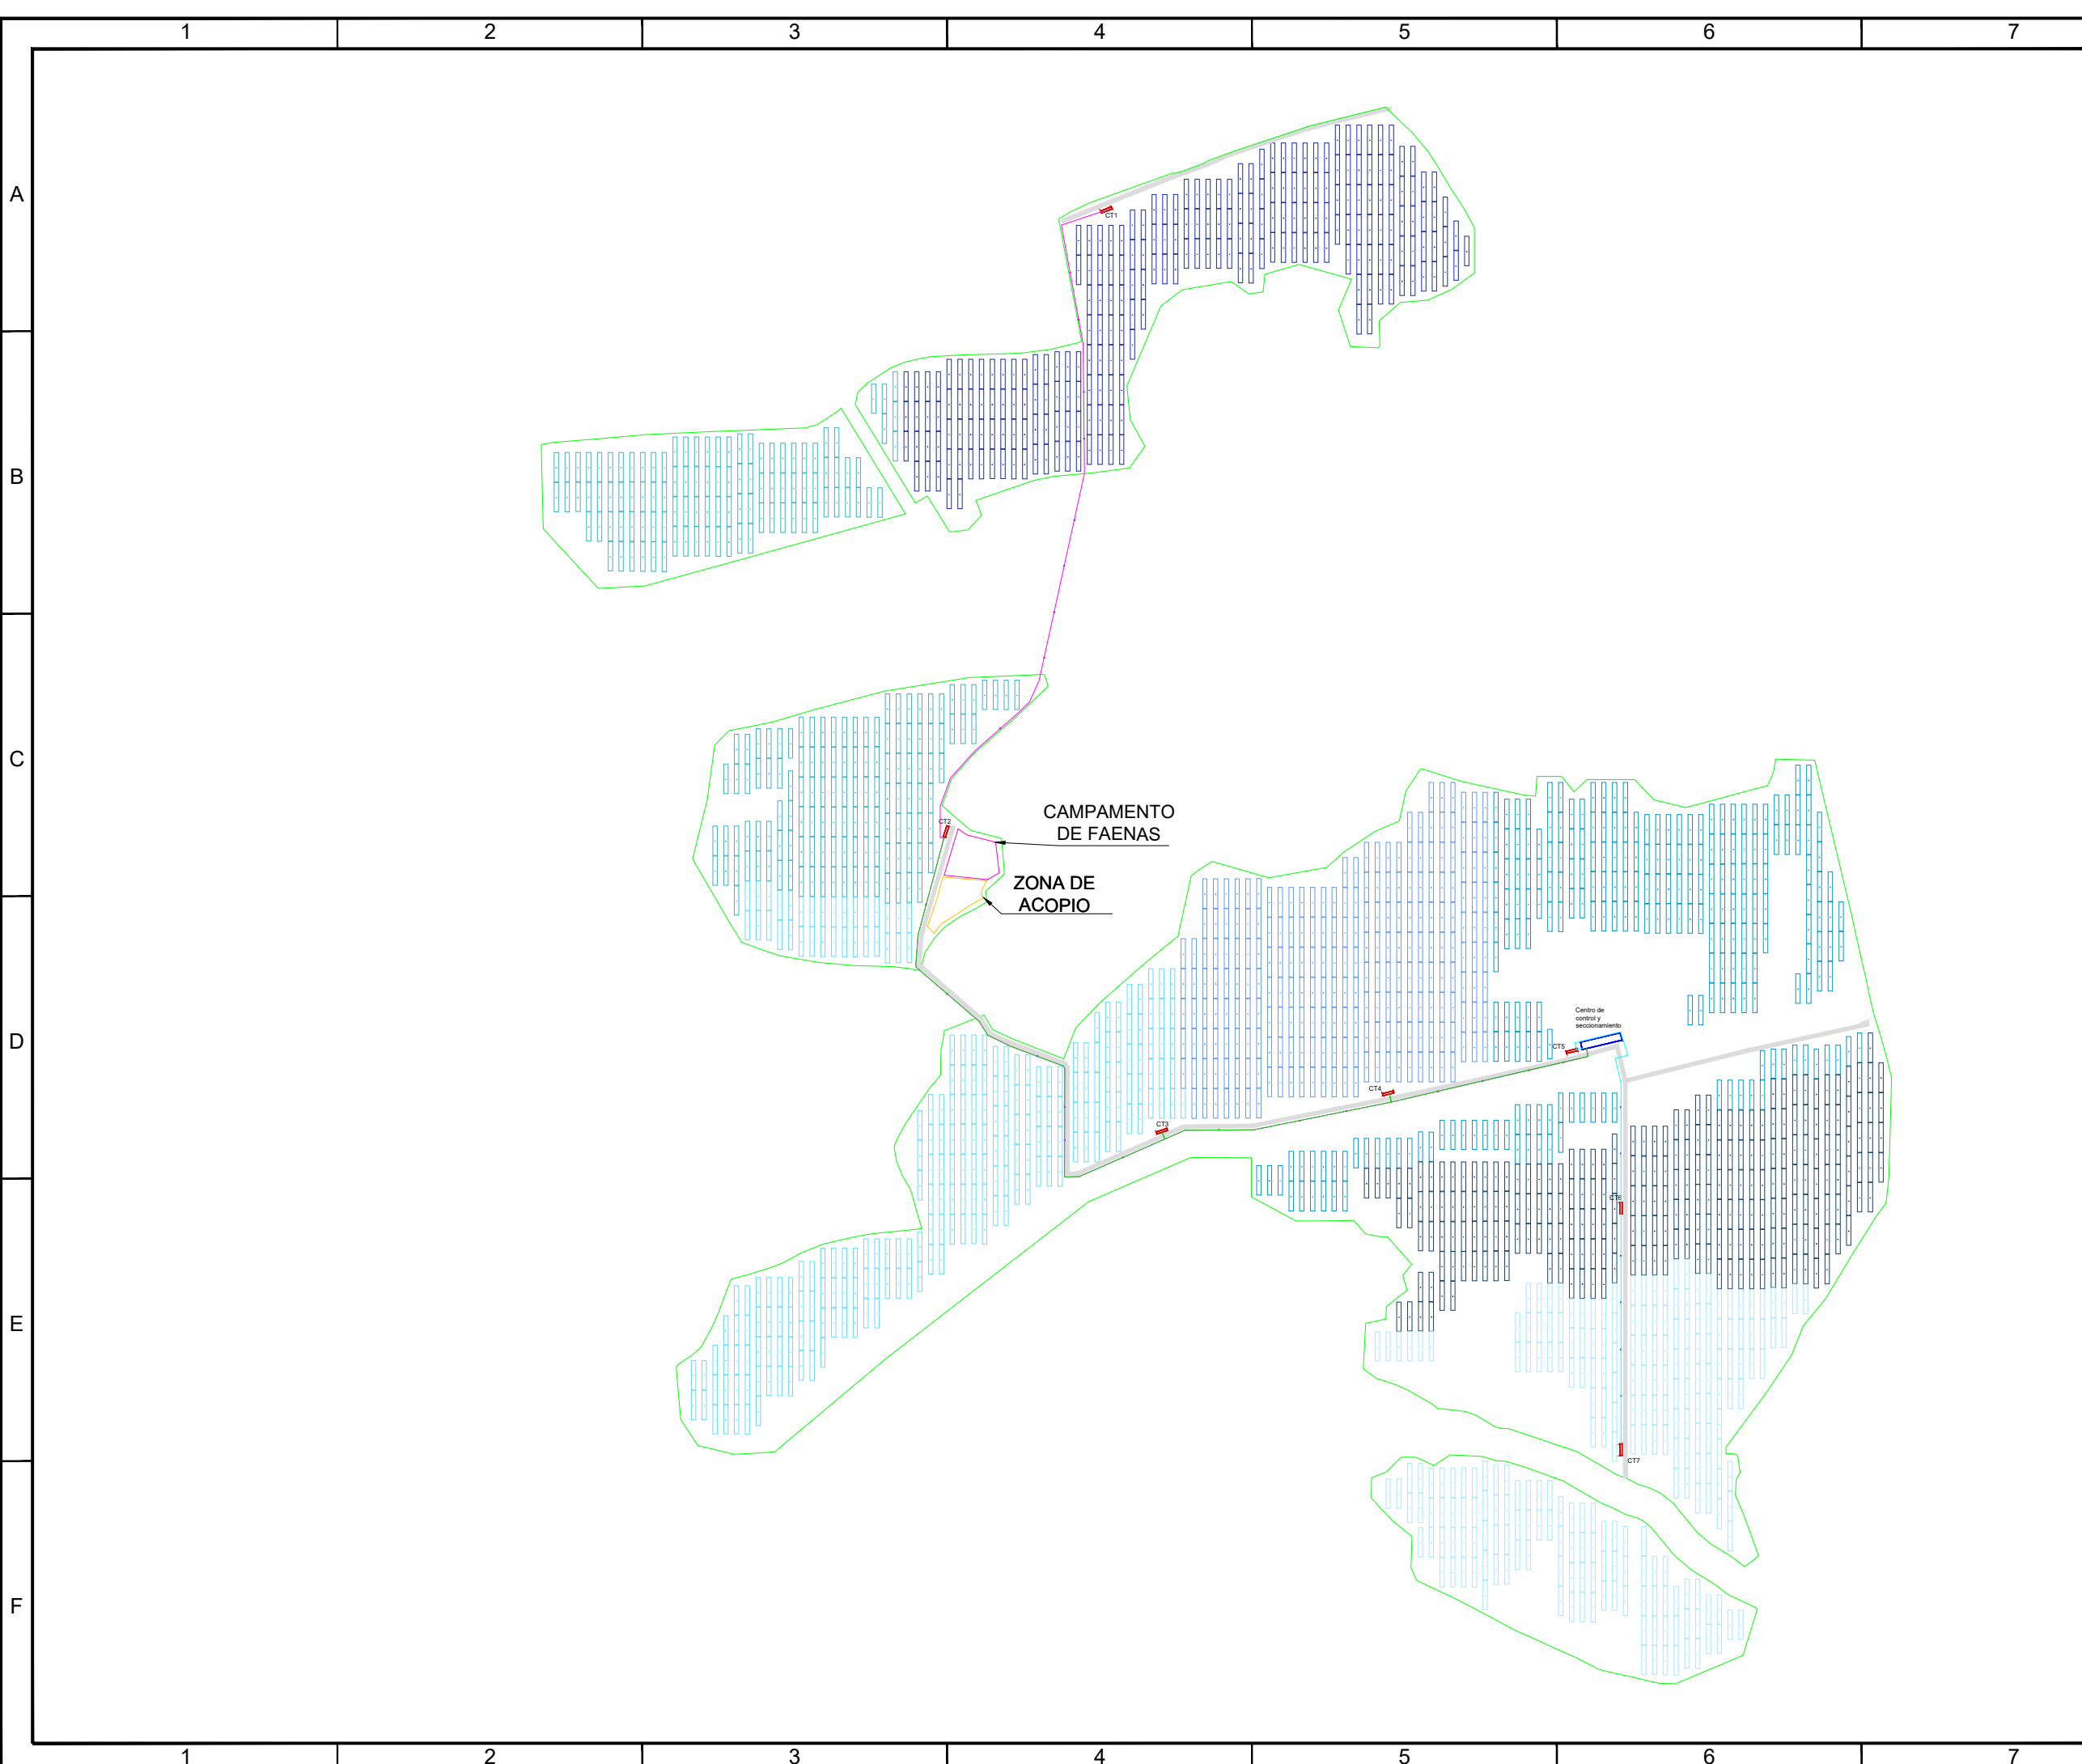 1 2 3 4 5 6 7
A
CT1
B
C
CAMPAMENTO
DE FAENAS
CT2
ZONA DE
ACOPIO
D
Centro de
control y
seccionamiento
CT5
CT4
CT3
CT6
E
CT7
F
1 2 3 4 5 6 7